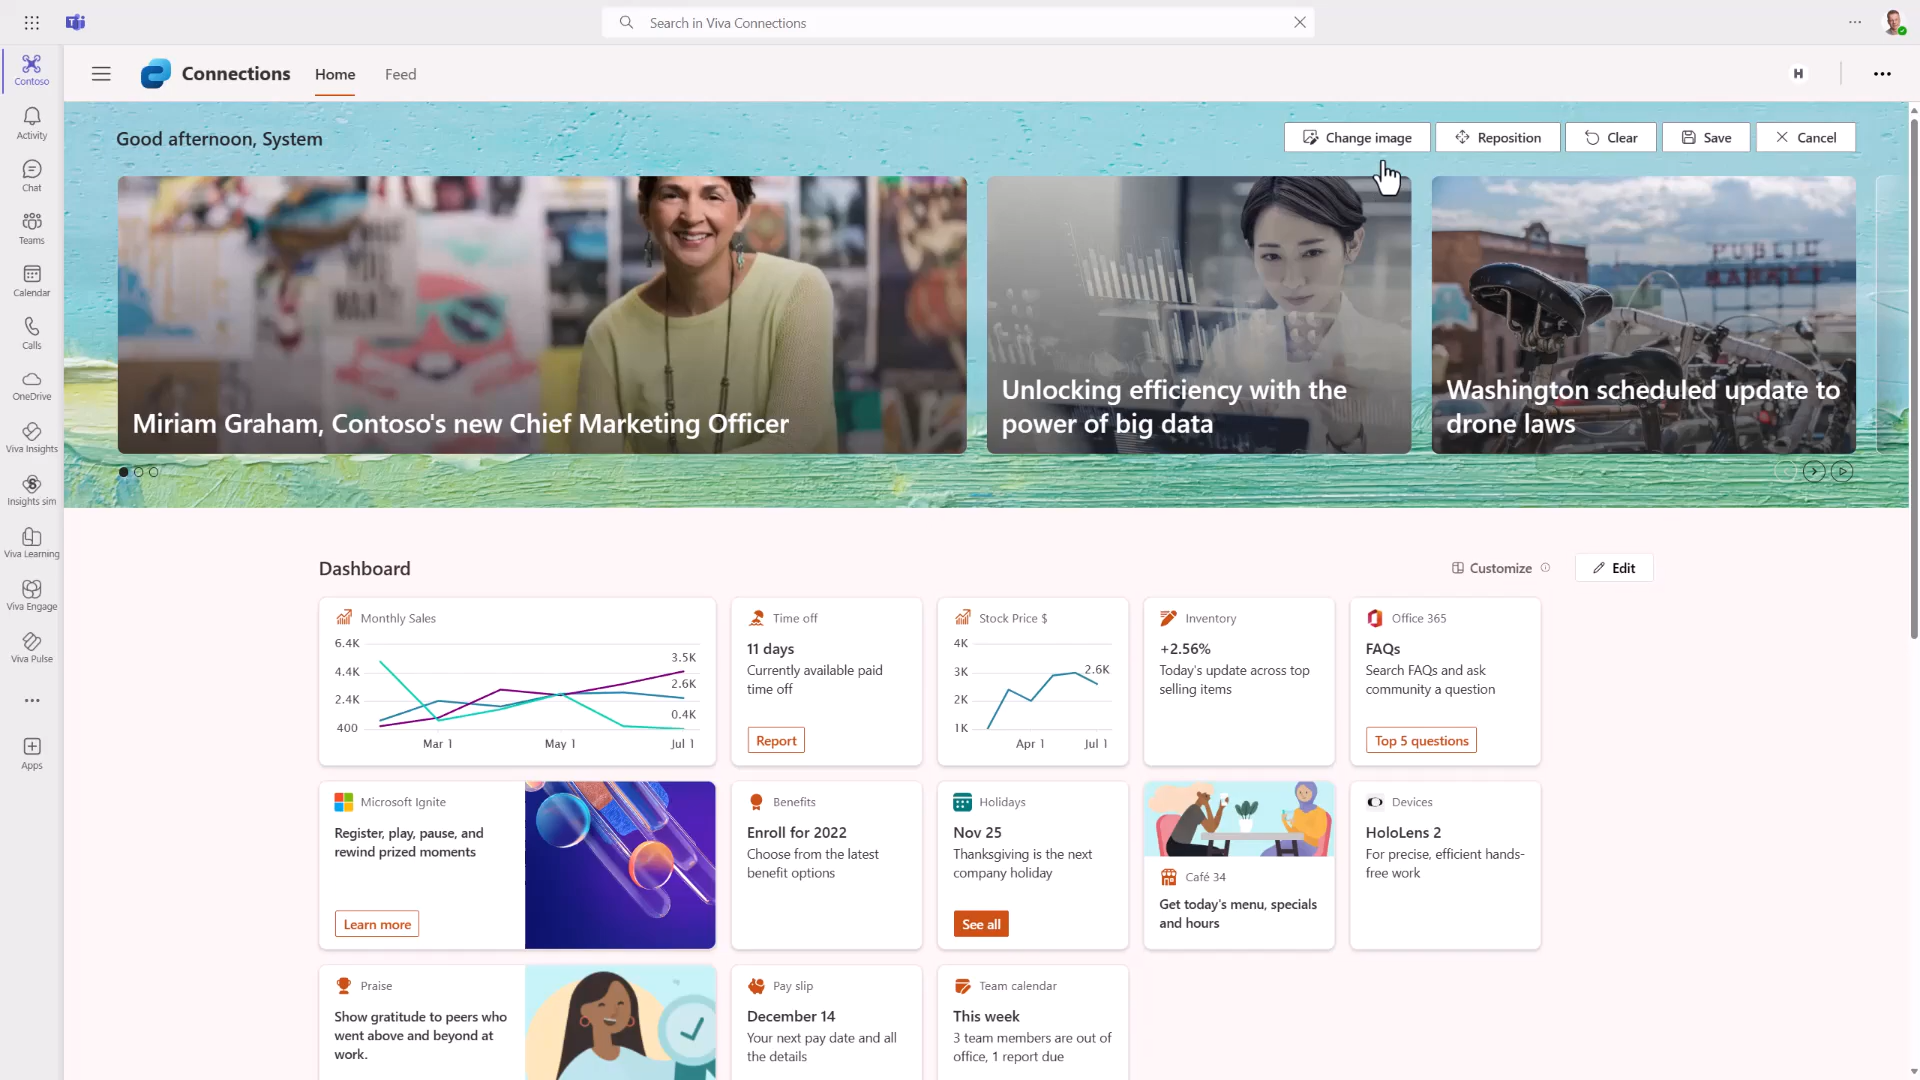 Search in Viva Connections
Contoso
Activity
Chat
Teams
Calendar
Calls
OneDrive
Viva Insights
Insights sim
Viva Learning
Viva Engage
Viva Pulse
Apps
Connections
Home
Feed
H
Good afternoon, System
Change image
Reposition
Clear
Save
Cancel
Miriam Graham, Contoso's new Chief Marketing Officer
Unlocking efficiency with the
power of big data
PUBLIC
MARKET
Washington scheduled update to
drone laws
Dashboard
Customize
Edit
Monthly Sales
6.4K
4.4K
2.4K
400
3.5K
2.6K
0.4K
Mar 1
May 1
Jul 1
Time off
11 days
Currently available paid
time off
Report
Stock Price $
4K
3K
2K
1K
2.6K
Apr 1
Jul 1
Inventory
+2.56%
Today's update across top
selling items
Office 365
FAQs
Search FAQs and ask
community a question
Top 5 questions
Microsoft Ignite
Register, play, pause, and
rewind prized moments
Learn more
Benefits
Enroll for 2022
Choose from the latest
benefit options
Holidays
Nov 25
Thanksgiving is the next
company holiday
See all
Café 34
Get today's menu, specials
and hours
Devices
HoloLens 2
For precise, efficient hands-
free work
Praise
Show gratitude to peers who
went above and beyond at
work.
Pay slip
December 14
Your next pay date and all
the details
Team calendar
This week
3 team members are out of
office, 1 report due